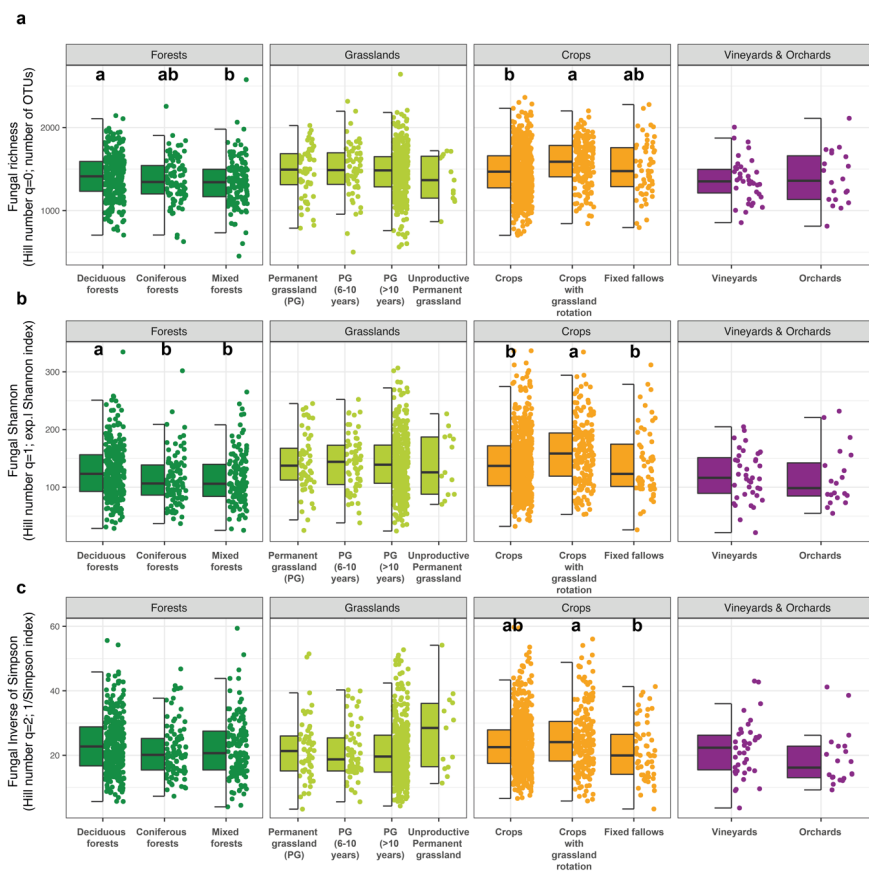 a
Forests
Grasslands
Crops
Vineyards & Orchards
a
ab
b
b
a
ab
Fungal richness
(Hill number q=0; number of OTUs)
2000
1000
Deciduous
forests
Coniferous
forests
Mixed
forests
Permanent
grassland
(PG)
PG
(6-10
years)
PG
(>10
years)
Unproductive
Permanent
grassland
Crops
Crops
with
grassland
rotation
Fixed fallows
Vineyards
Orchards
b
Forests
Grasslands
Crops
Vineyards & Orchards
a
b
b
b
a
b
Fungal Shannon
(Hill number q=1; exp.l Shannon index)
300
200
100
Deciduous
forests
Coniferous
forests
Mixed
forests
Permanent
grassland
(PG)
PG
(6-10
years)
PG
(>10
years)
Unproductive
Permanent
grassland
Crops
Crops
with
grassland
rotation
Fixed fallows
Vineyards
Orchards
c
Forests
Grasslands
Crops
Vineyards & Orchards
ab
a
b
Fungal Inverse of Simpson
(Hill number q=2; 1/Simpson index)
60
40
20
Deciduous
forests
Coniferous
forests
Mixed
forests
Permanent
grassland
(PG)
PG
(6-10
years)
PG
(>10
years)
Unproductive
Permanent
grassland
Crops
Crops
with
grassland
rotation
Fixed fallows
Vineyards
Orchards